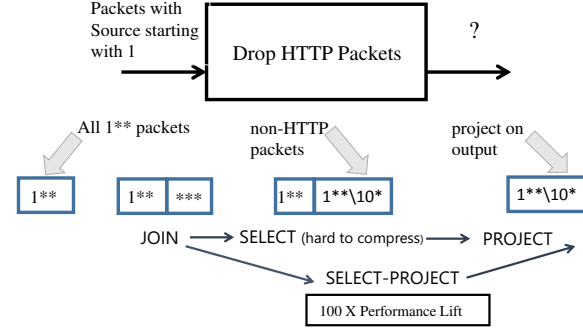 Packets with
Source starting
with 1
Drop HTTP Packets
?
All 1** packets
non-HTTP
packets
project on
output
1**
1** ***
1** 1**\10*
1**\10*
JOIN SELECT (hard to compress) PROJECT
SELECT-PROJECT
100 X Performance Lift